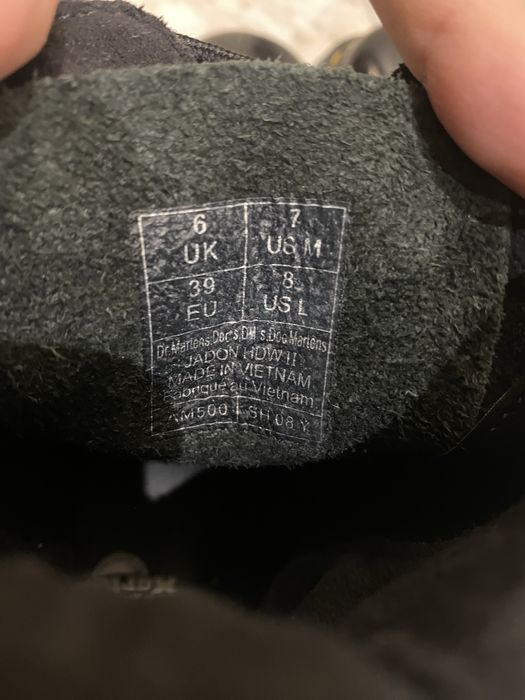 6 7
UK US M
39 8
EU US L
Dr.Martens.Doc's.DM's.Doc Martens
JADON HDW II
MADE IN VIETNAM
Fabriqué au Vietnam
AM500 SH 08 Y